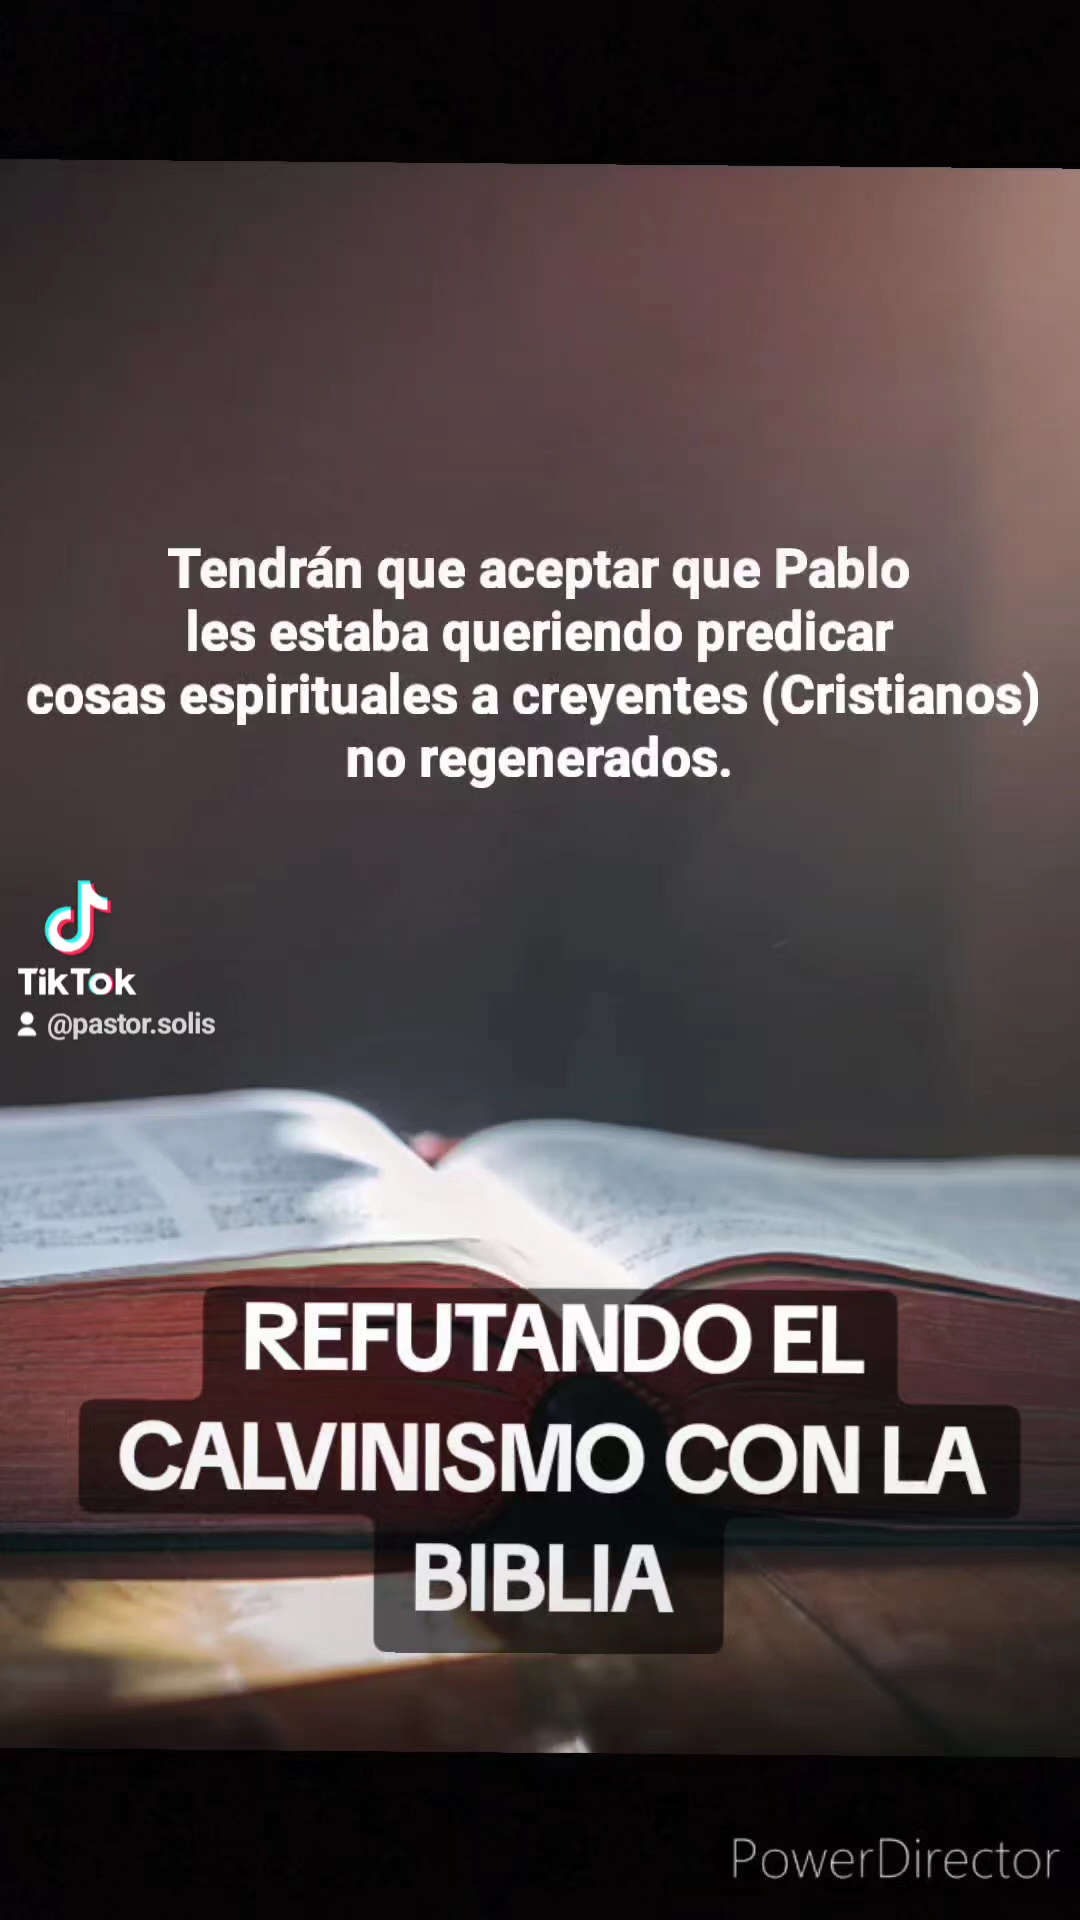 Tendrán que aceptar que Pablo
les estaba queriendo predicar
cosas espirituales a creyentes (Cristianos)
no regenerados.
TikTok
@pastor.solis
REFUTANDO EL
CALVINISMO CON LA
BIBLIA
PowerDirector